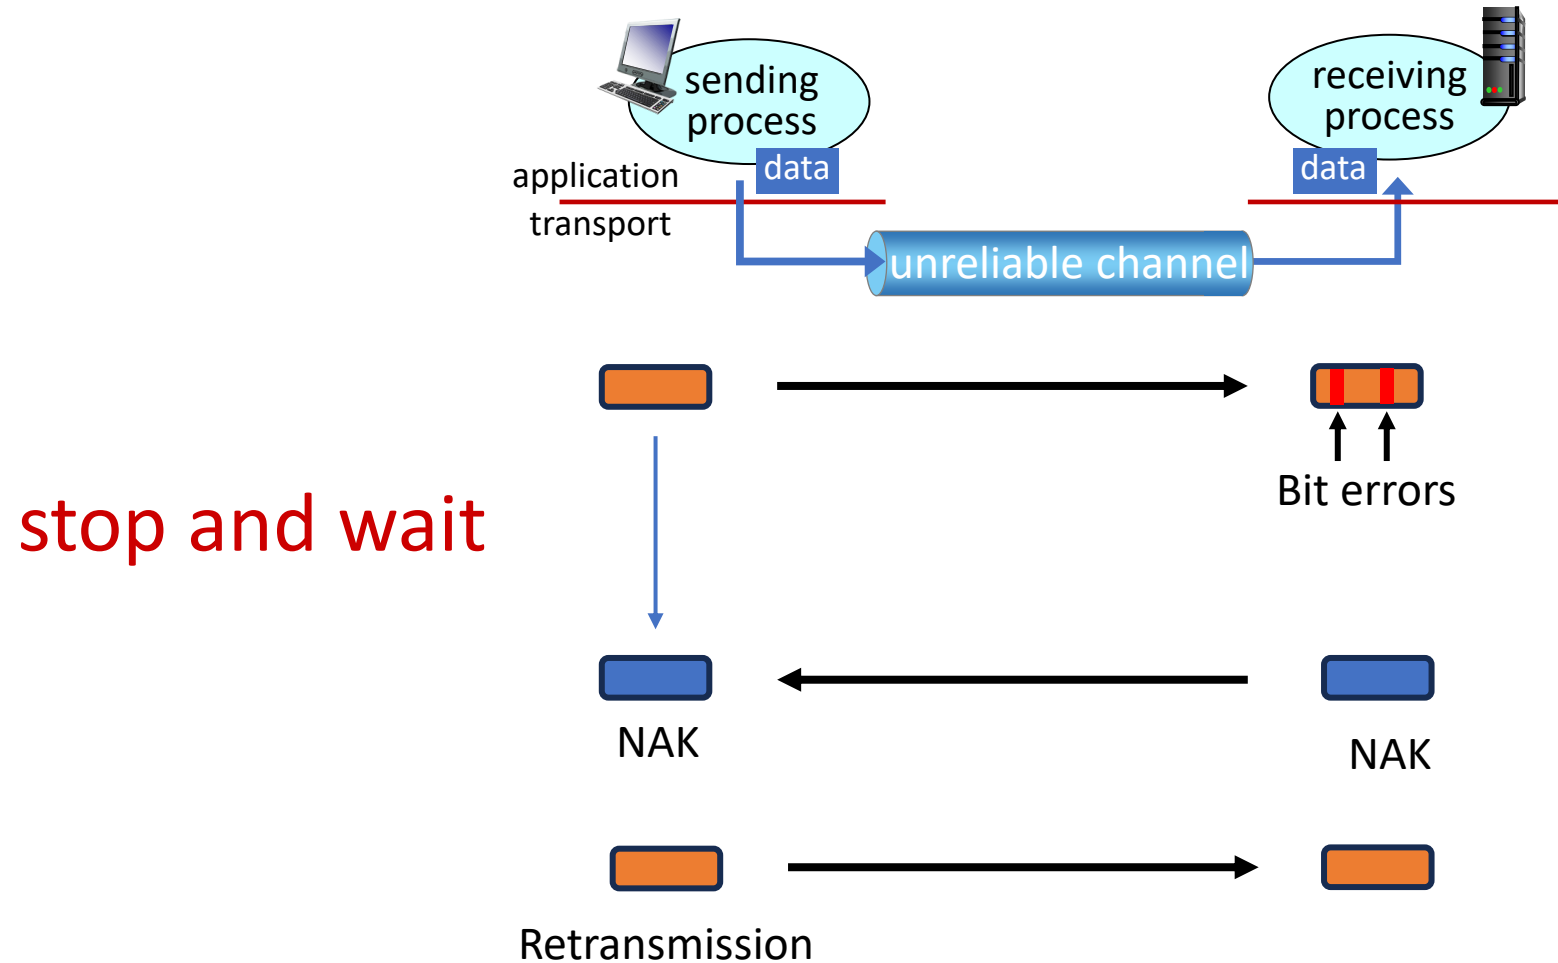 sending
process
receiving
process
data
data
application
transport
unreliable channel
Bit errors
stop and wait
NAK
NAK
Retransmission